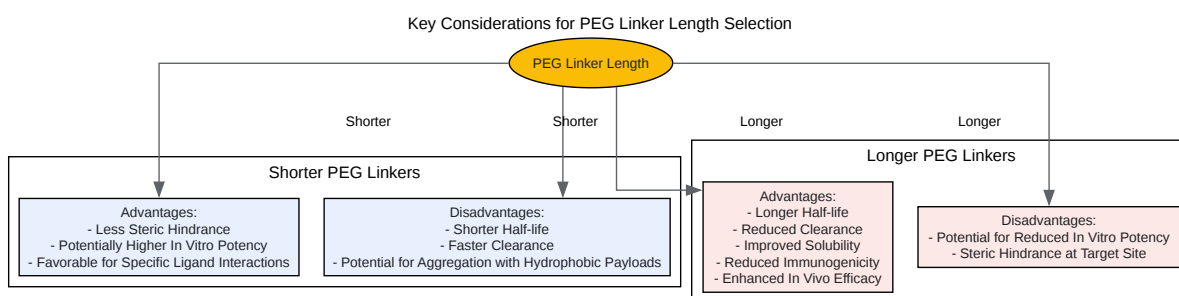 Key Considerations for PEG Linker Length Selection
PEG Linker Length
Shorter
Shorter
Longer
Longer
Shorter PEG Linkers
Advantages:
- Less Steric Hindrance
- Potentially Higher In Vitro Potency
- Favorable for Specific Ligand Interactions
Disadvantages:
- Shorter Half-life
- Faster Clearance
- Potential for Aggregation with Hydrophobic Payloads
Longer PEG Linkers
Advantages:
- Longer Half-life
- Reduced Clearance
- Improved Solubility
- Reduced Immunogenicity
- Enhanced In Vivo Efficacy
Disadvantages:
- Potential for Reduced In Vitro Potency
- Steric Hindrance at Target Site